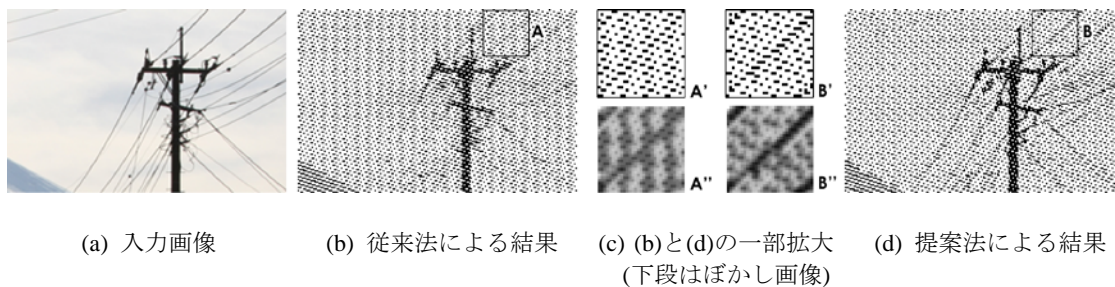 A
A'
B'
A''
B''
B
(a) 入力画像
(b) 従来法による結果
(c) (b)と(d)の一部拡大
(下段はぼかし画像)
(d) 提案法による結果